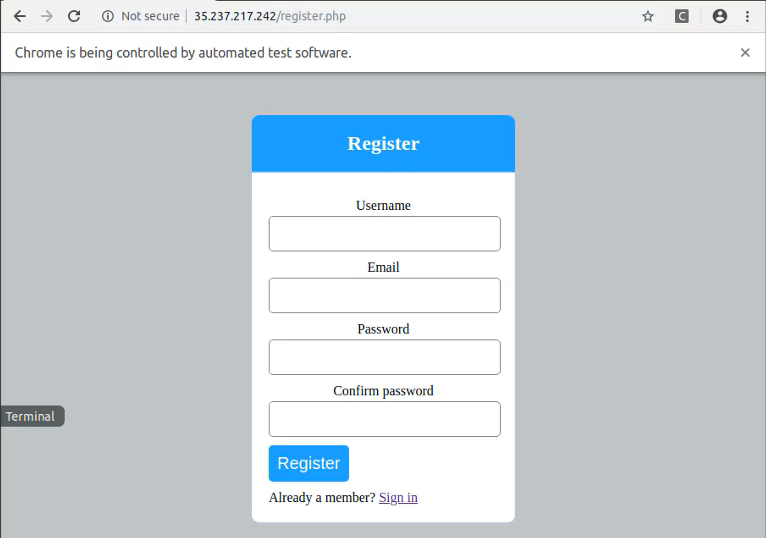 Not secure | 35.237.217.242/register.php
C
Chrome is being controlled by automated test software.
Register
Username
Email
Password
Confirm password
Terminal
Register
Already a member? Sign in